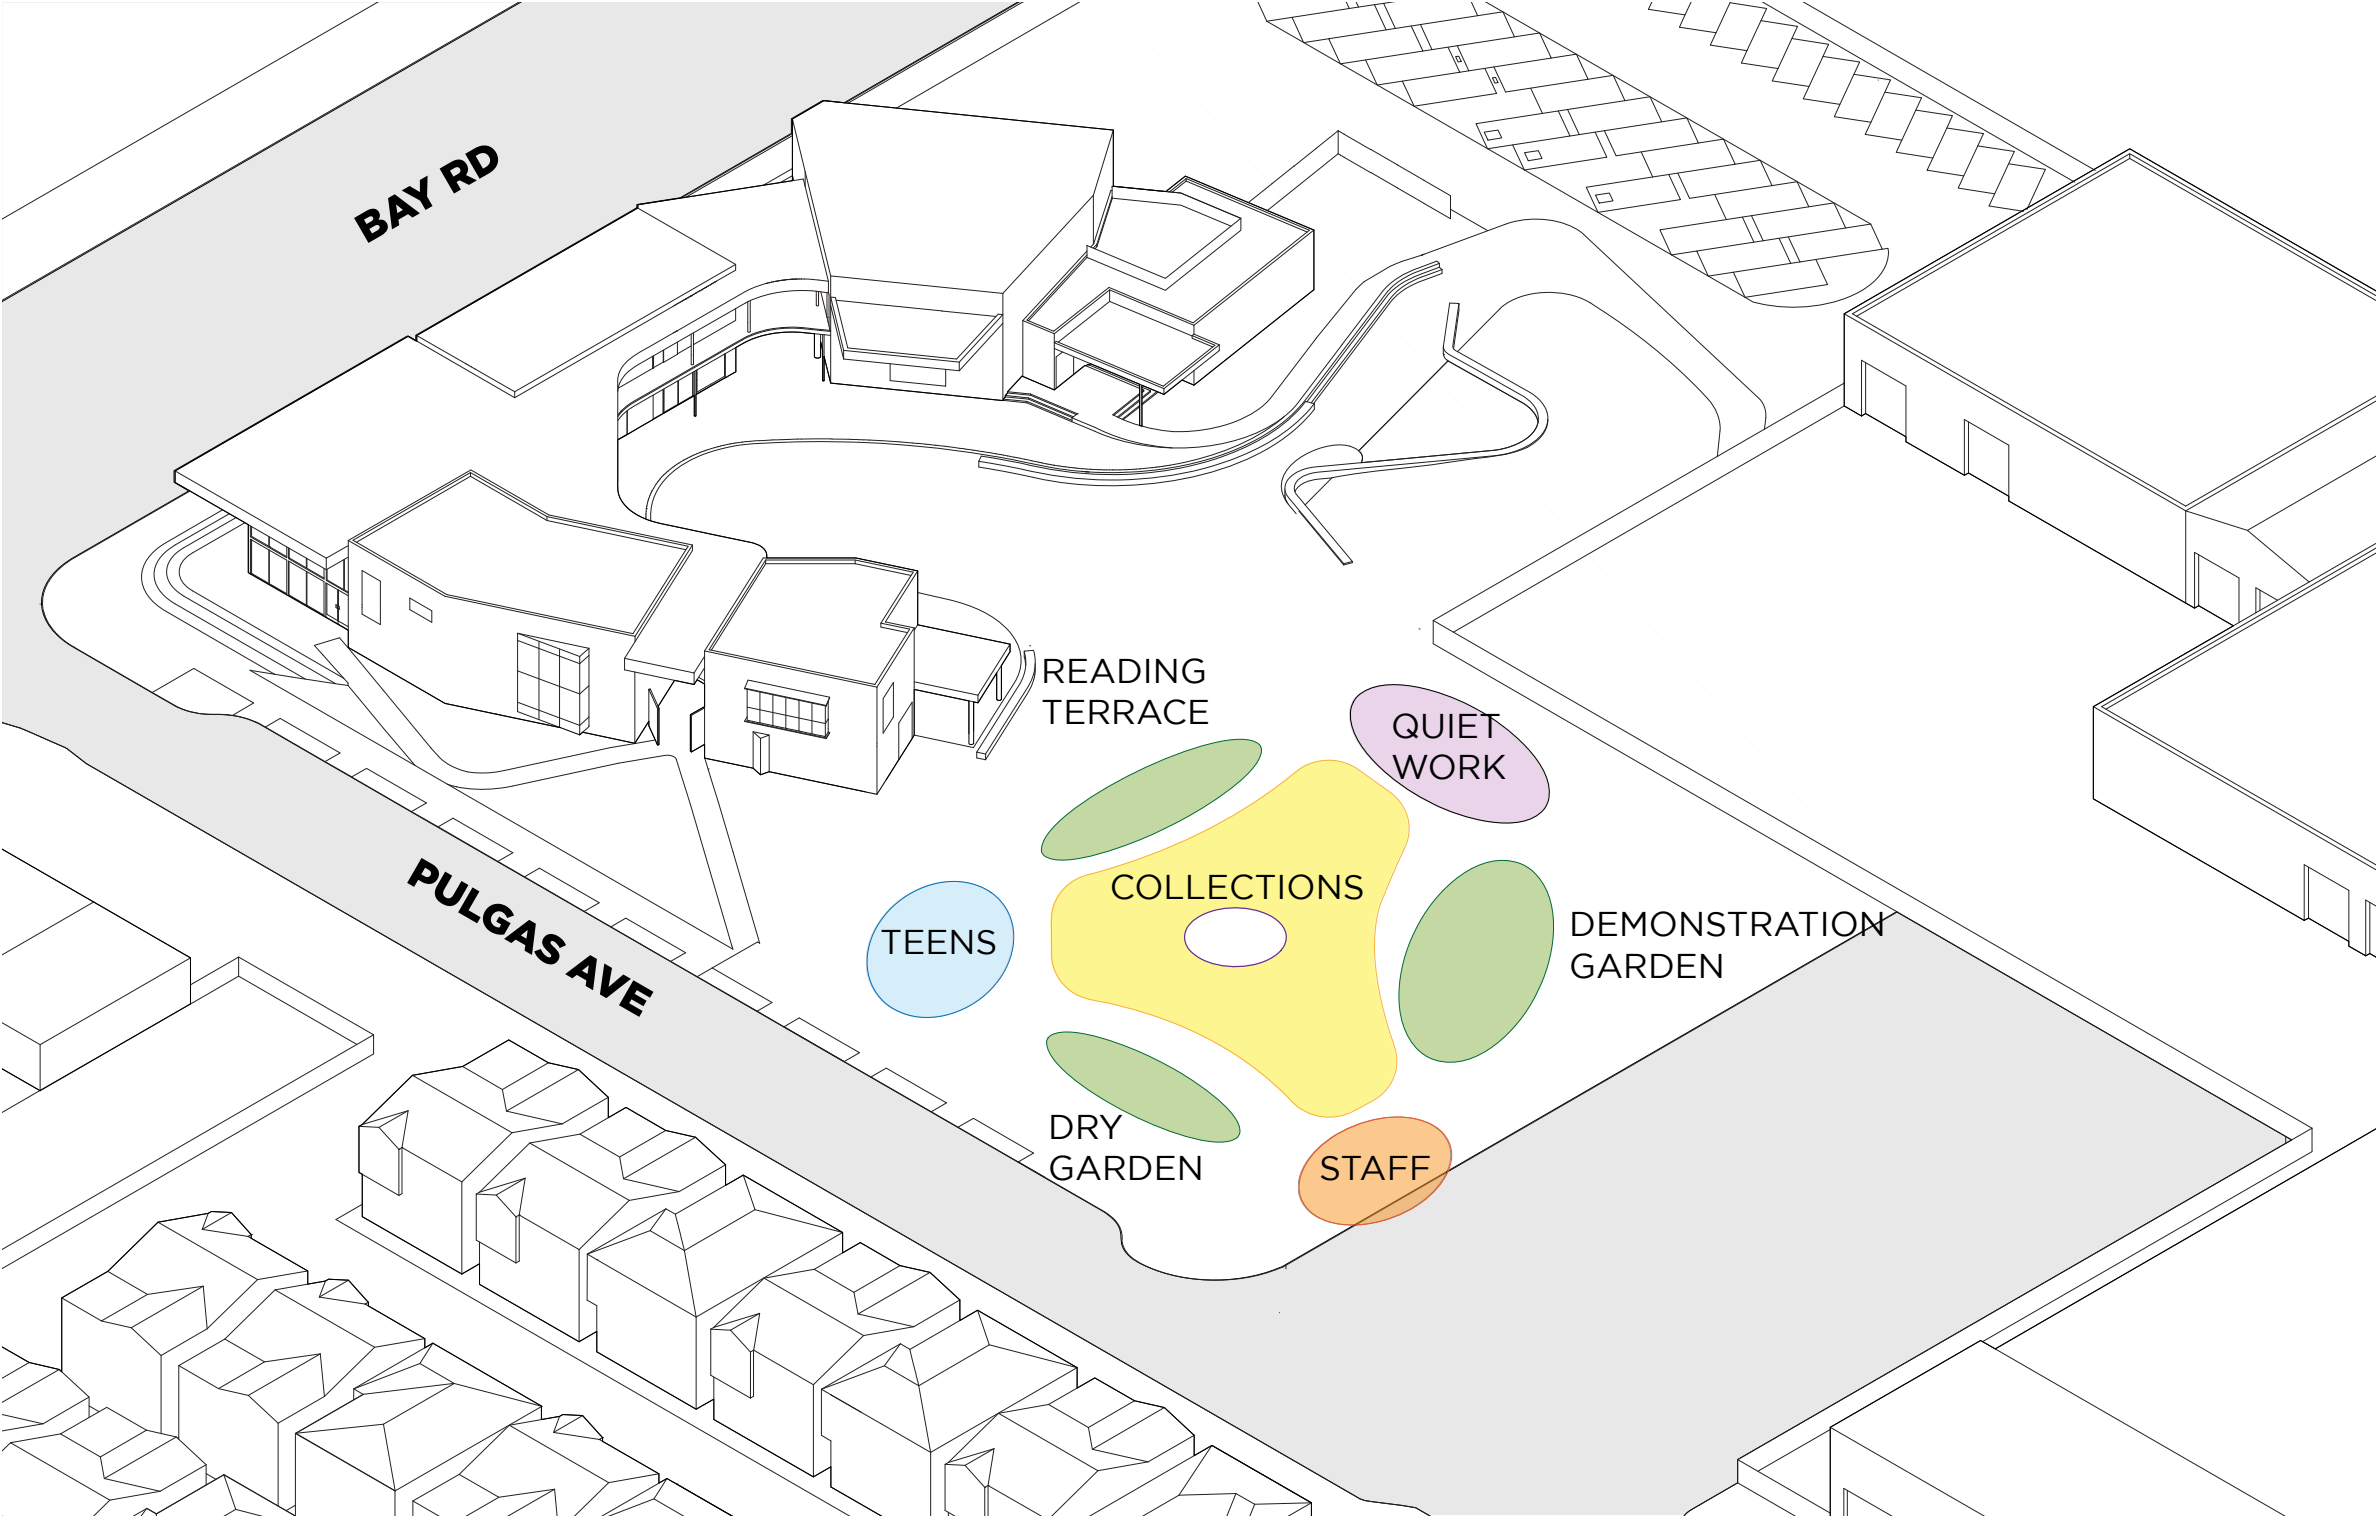 BAY RD
READING
TERRACE
QUIET
WORK
COLLECTIONS
TEENS
DEMONSTRATION
GARDEN
PULGAS AVE
DRY
GARDEN
STAFF